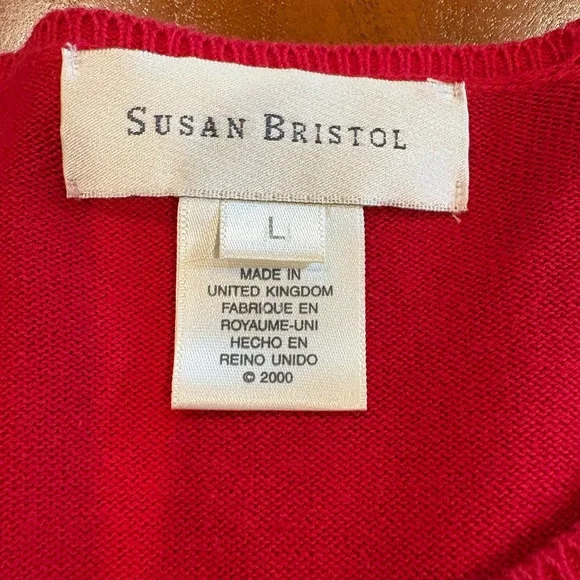 SUSAN BRISTOL
L
MADE IN
UNITED KINGDOM
FABRIQUE EN
ROYAUME-UNI
HECHO EN
REINO UNIDO
© 2000